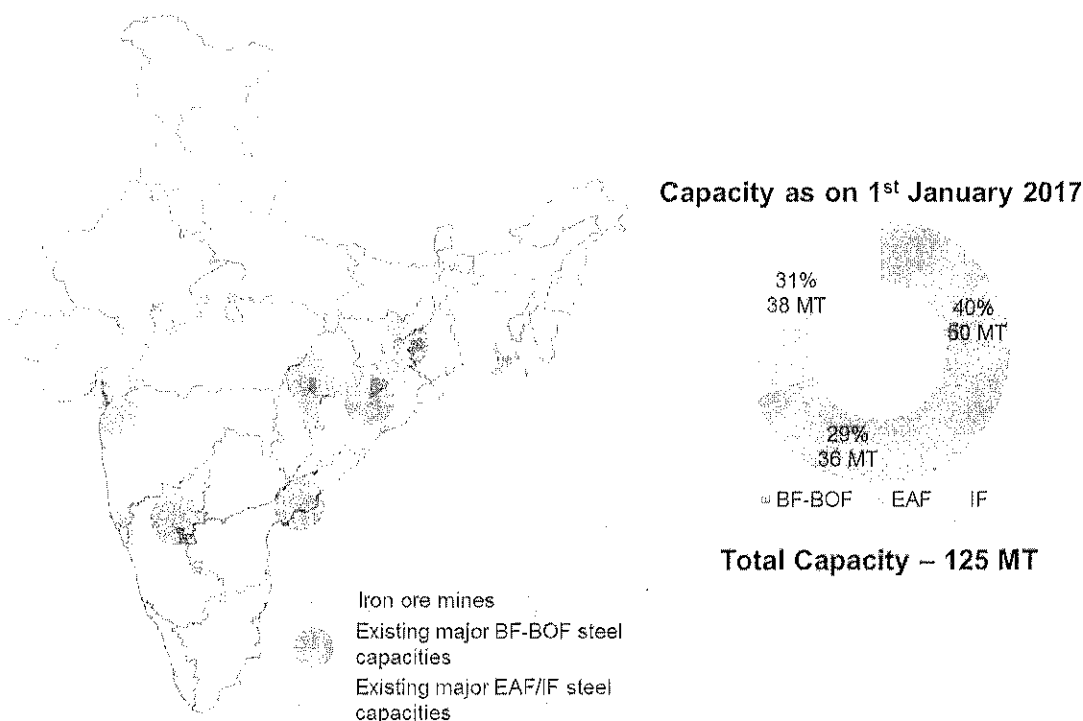 Capacity as on 1st January 2017
31%
38 MT
40%
50 MT
29%
36 MT
BF-BOF EAF IF
Total Capacity – 125 MT
Iron ore mines
Existing major BF-BOF steel
capacities
Existing major EAF/IF steel
capacities